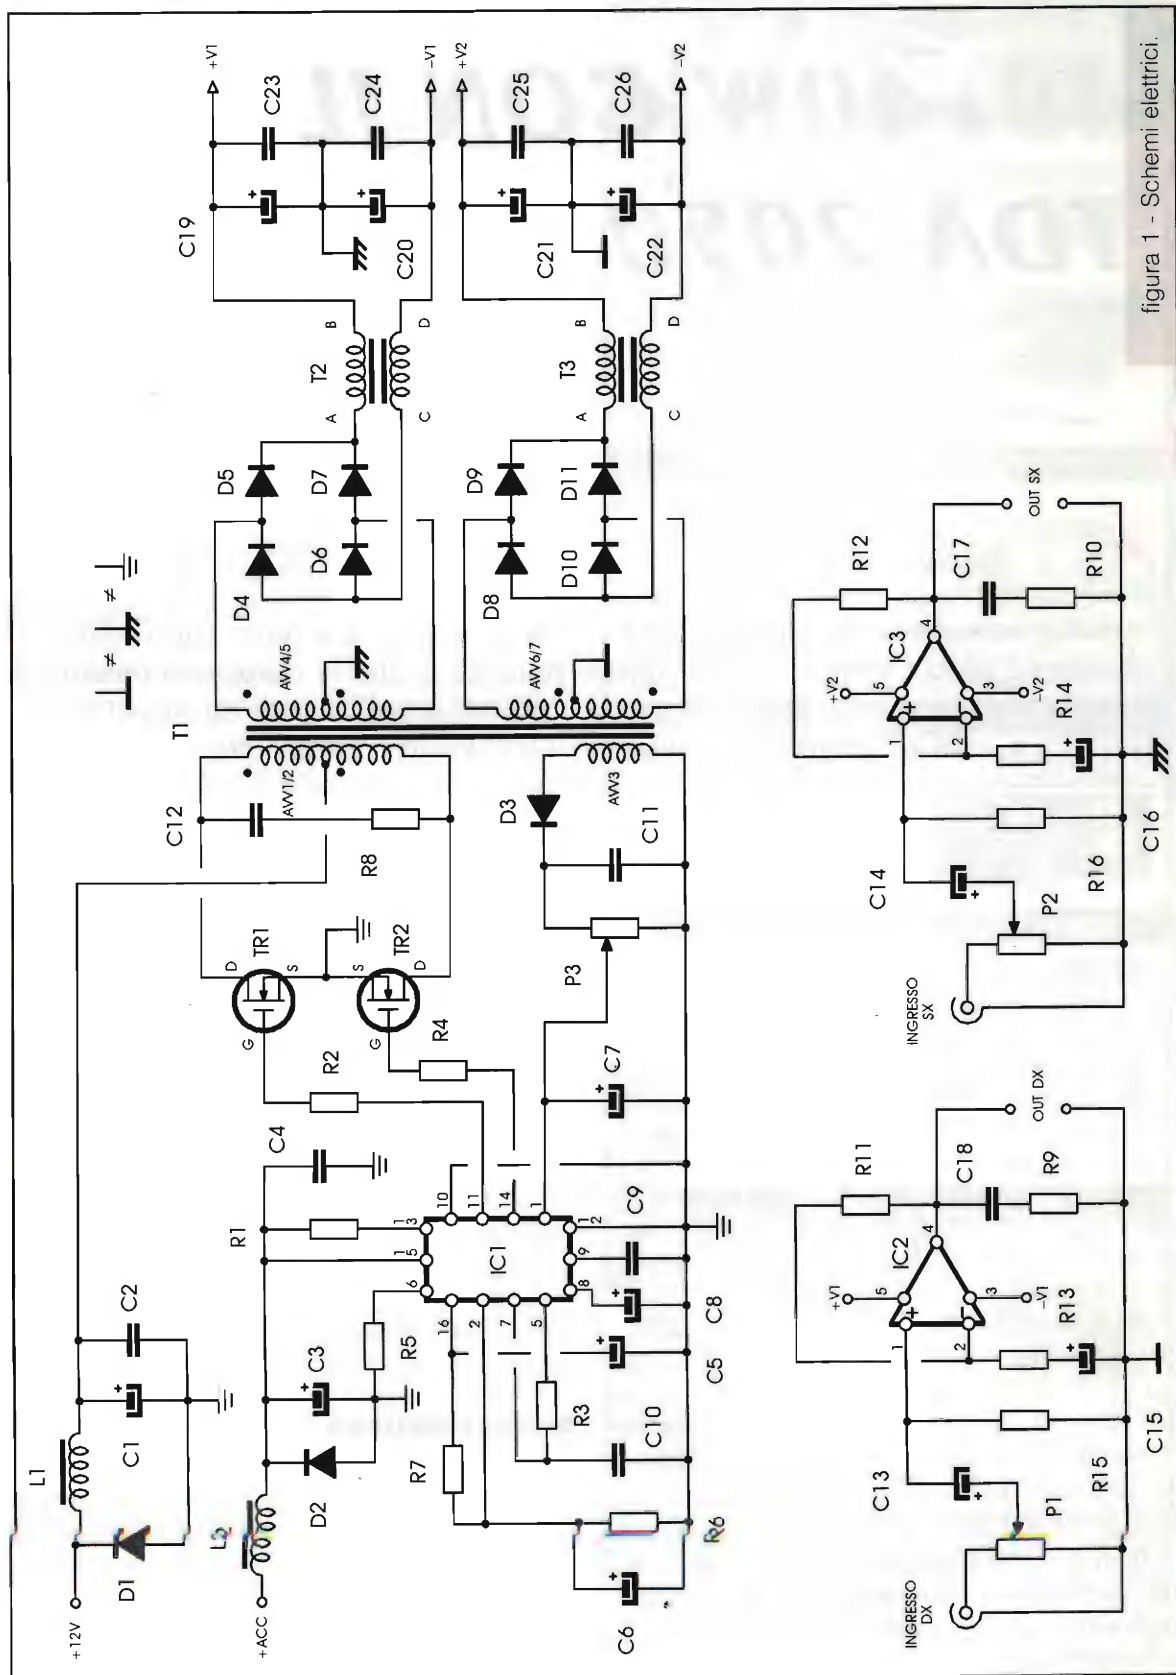 +12V
L1
D1
C1
C2
+ACC
L2
D2
C3
R1
C4
R5
6
1
5
1
3
16
2
7
5
IC1
10
11
14
1
8
9
1
2
R7
R3
C10
C6
R6
C5
C8
C9
C7
R2
R4
G
D
S
TR1
S
D
G
TR2
P3
C12
R8
AVV1/2
T1
D3
C11
AVV3
AVV4/5
AVV6/7
≠
≠
D4
D5
D6
D7
D8
D9
D10
D11
A
B
T2
C
D
A
B
T3
C
D
C19
C20
C21
C22
C23
C24
C25
C26
+V1
-V1
+V2
-V2
INGRESSO
DX
P1
C13
R15
1
2
+V1
5
IC2
4
3
-V1
R13
C15
R11
C18
R9
OUT DX
INGRESSO
SX
P2
C14
R16
1
2
+V2
5
IC3
4
3
-V2
R14
C16
R12
C17
R10
OUT SX
figura 1 - Schemi elettrici.